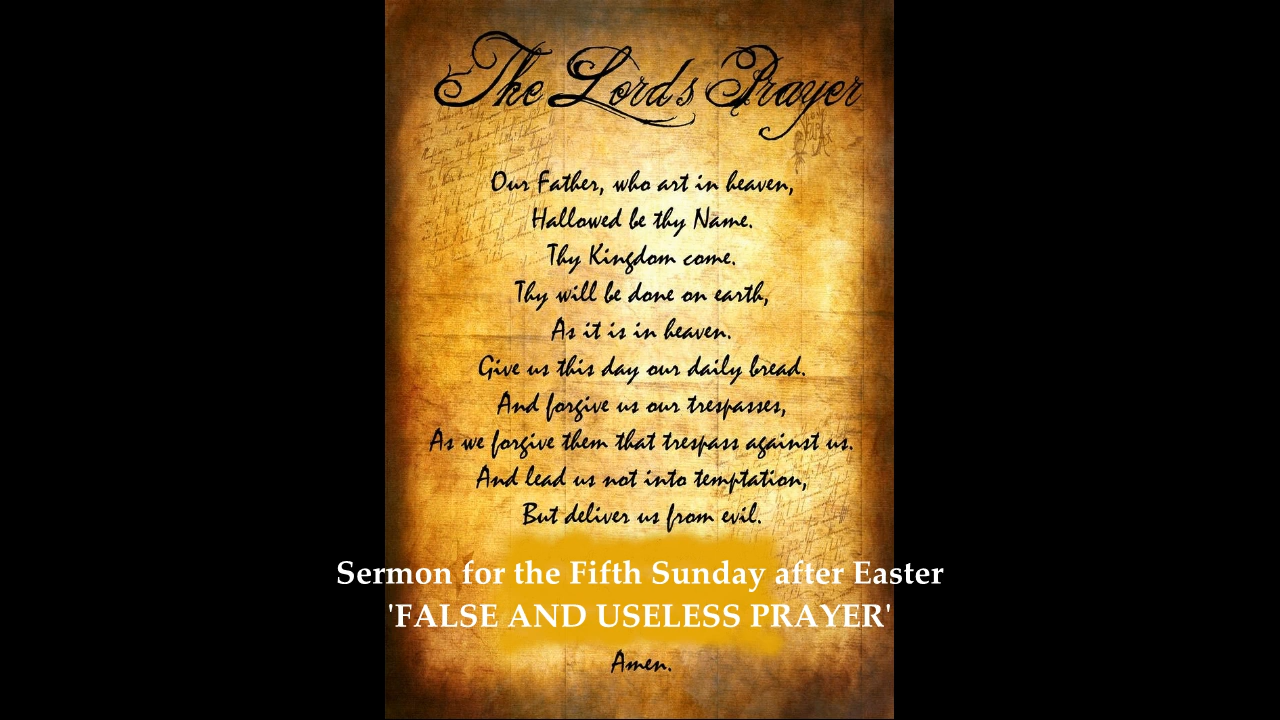 The Lord's Prayer
Our Father, who art in heaven,
Hallowed be thy Name.
Thy Kingdom come.
Thy will be done on earth,
As it is in heaven.
Give us this day our daily bread.
And forgive us our trespasses,
As we forgive them that trespass against us.
And lead us not into temptation,
But deliver us from evil.
Sermon for the Fifth Sunday after Easter
'FALSE AND USELESS PRAYER'
Amen.